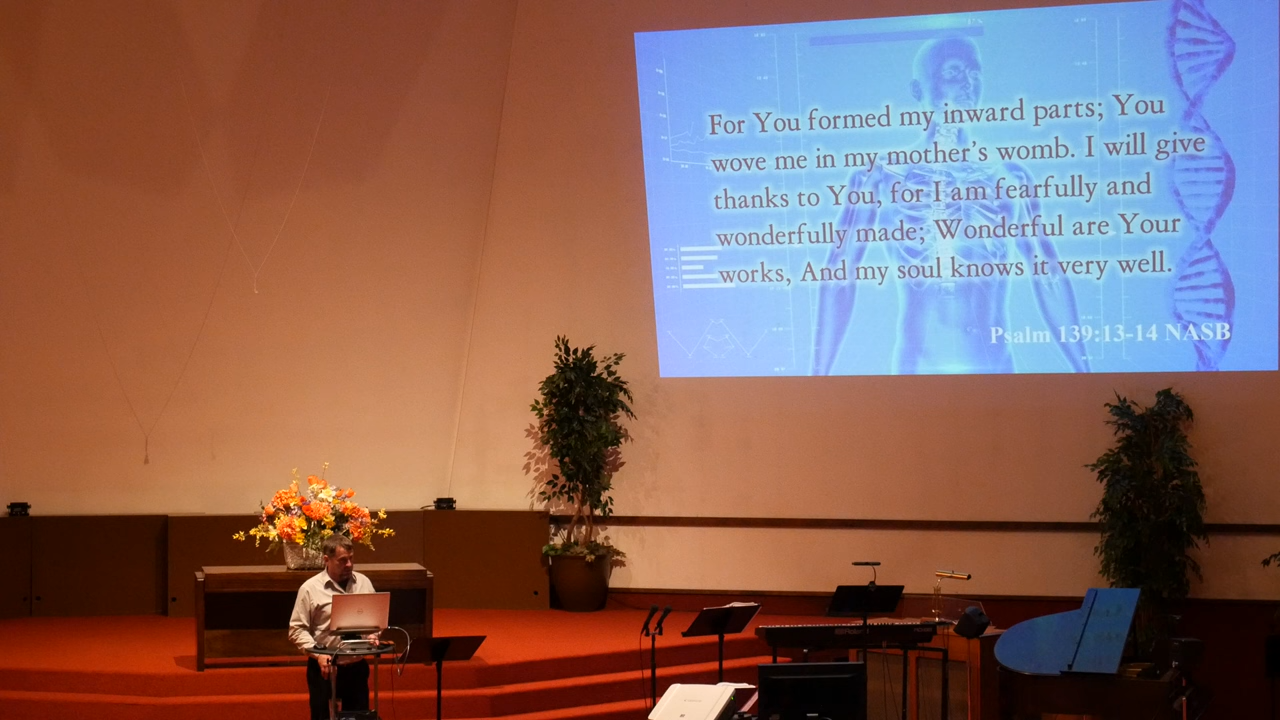 For You formed my inward parts; You
wove me in my mother's womb. I will give
thanks to You, for I am fearfully and
wonderfully made; Wonderful are Your
works, And my soul knows it very well.
Psalm 139:13-14 NASB
Roland